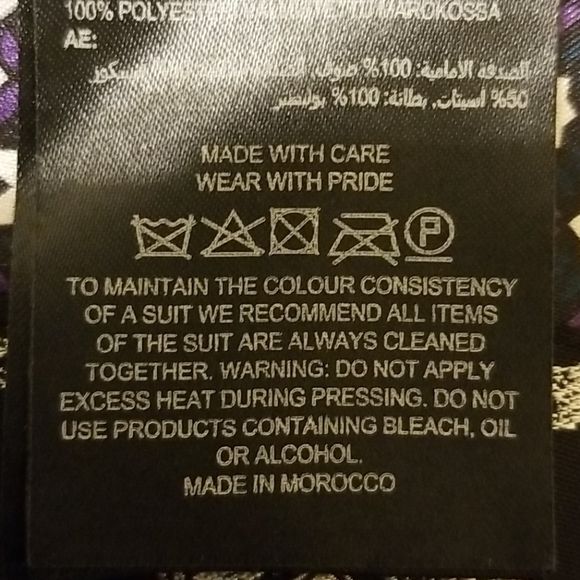 100% POLYESTER VALMISTETTU MAROKOSSA
AE:
الصدفه الامامية: 100% صوف,
50% اسيتات, بطانة: 100% بوليستر
MADE WITH CARE
WEAR WITH PRIDE
P
TO MAINTAIN THE COLOUR CONSISTENCY
OF A SUIT WE RECOMMEND ALL ITEMS
OF THE SUIT ARE ALWAYS CLEANED
TOGETHER. WARNING: DO NOT APPLY
EXCESS HEAT DURING PRESSING. DO NOT
USE PRODUCTS CONTAINING BLEACH, OIL
OR ALCOHOL.
MADE IN MOROCCO